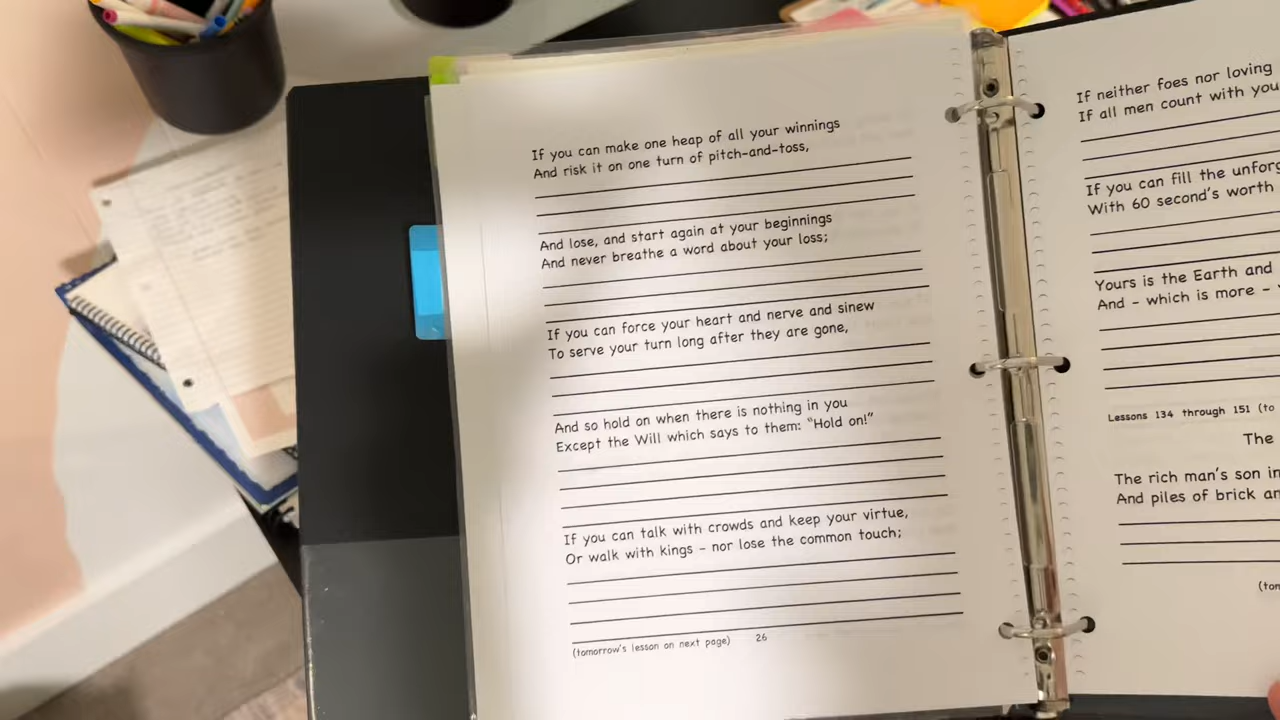 If you can make one heap of all your winnings
And risk it on one turn of pitch-and-toss,
And lose, and start again at your beginnings
And never breathe a word about your loss;
If you can force your heart and nerve and sinew
To serve your turn long after they are gone,
And so hold on when there is nothing in you
Except the Will which says to them: “Hold on!”
If you can talk with crowds and keep your virtue,
Or walk with kings – nor lose the common touch;
(tomorrow's lesson on next page) 26
If neither foes nor loving
If all men count with you
If you can fill the unforg
With 60 second's worth
Yours is the Earth and
And – which is more –
Lessons 134 through 151 (to
The
The rich man's son in
And piles of brick an
(tom